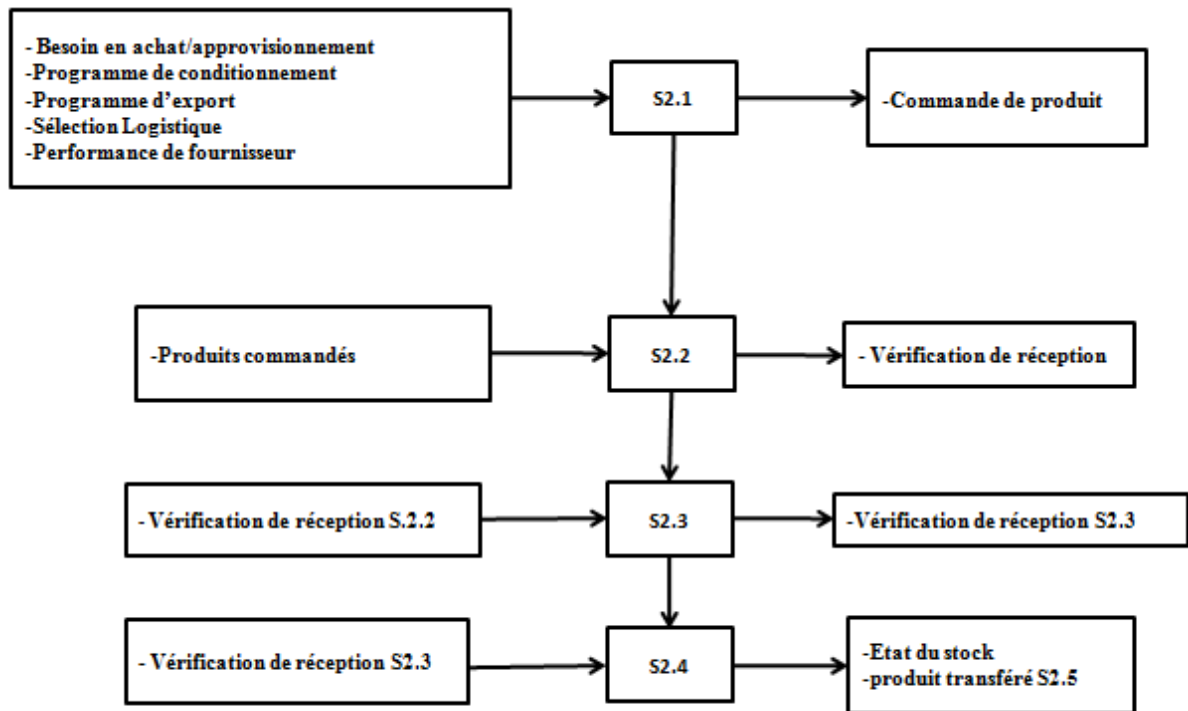 - Besoin en achat/approvisionnement
-Programme de conditionnement
-Programme d’export
-Sélection Logistique
-Performance de fournisseur
S2.1
-Commande de produit
-Produits commandés
S2.2
- Vérification de réception
- Vérification de réception S.2.2
S2.3
-Vérification de réception S2.3
- Vérification de réception S2.3
S2.4
-Etat du stock
-produit transféré S2.5